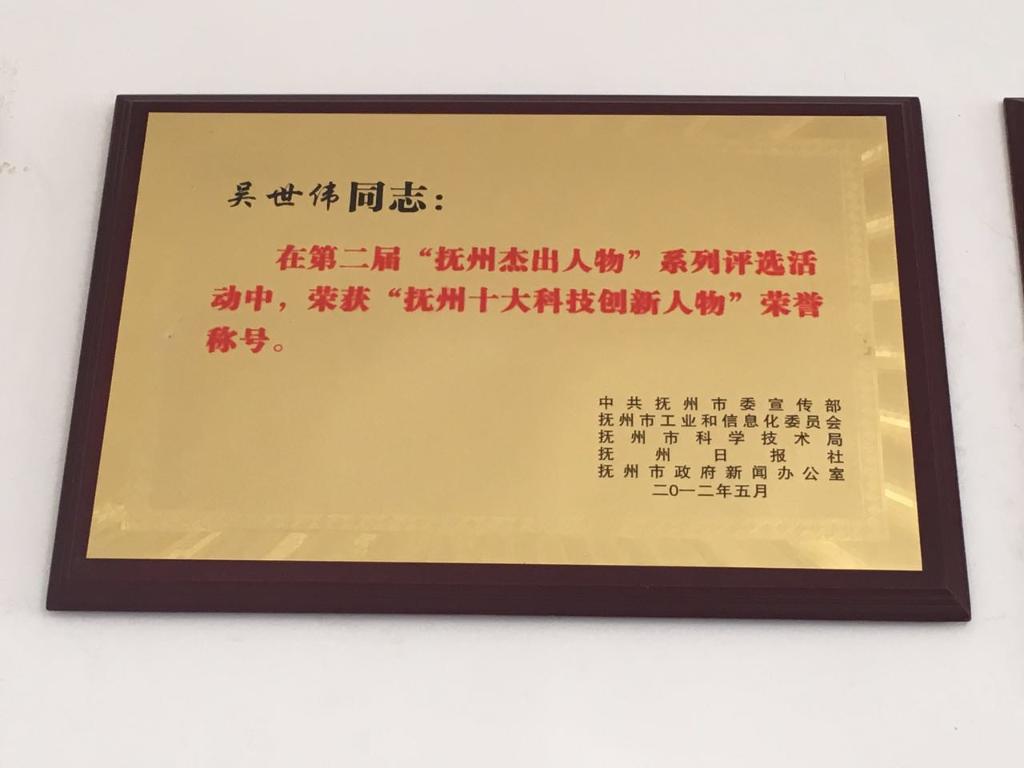 吴世伟同志：
在第二届“抚州杰出人物”系列评选活
动中，荣获“抚州十大科技创新人物”荣誉
称号。
中共抚州市委宣传部
抚州市工业和信息化委员会
抚州市科学技术局
抚州日报社
抚州市政府新闻办公室
二0一二年五月